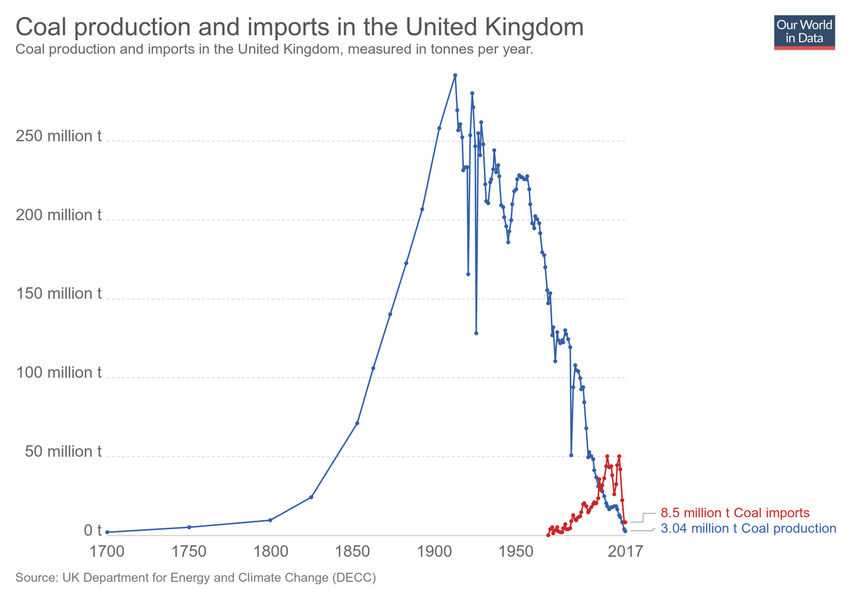 Coal production and imports in the United Kingdom
Coal production and imports in the United Kingdom, measured in tonnes per year.
Our World
in Data
250 million t
200 million t
150 million t
100 million t
50 million t
0 t
8.5 million t Coal imports
3.04 million t Coal production
1700 1750 1800 1850 1900 1950 2017
Source: UK Department for Energy and Climate Change (DECC)